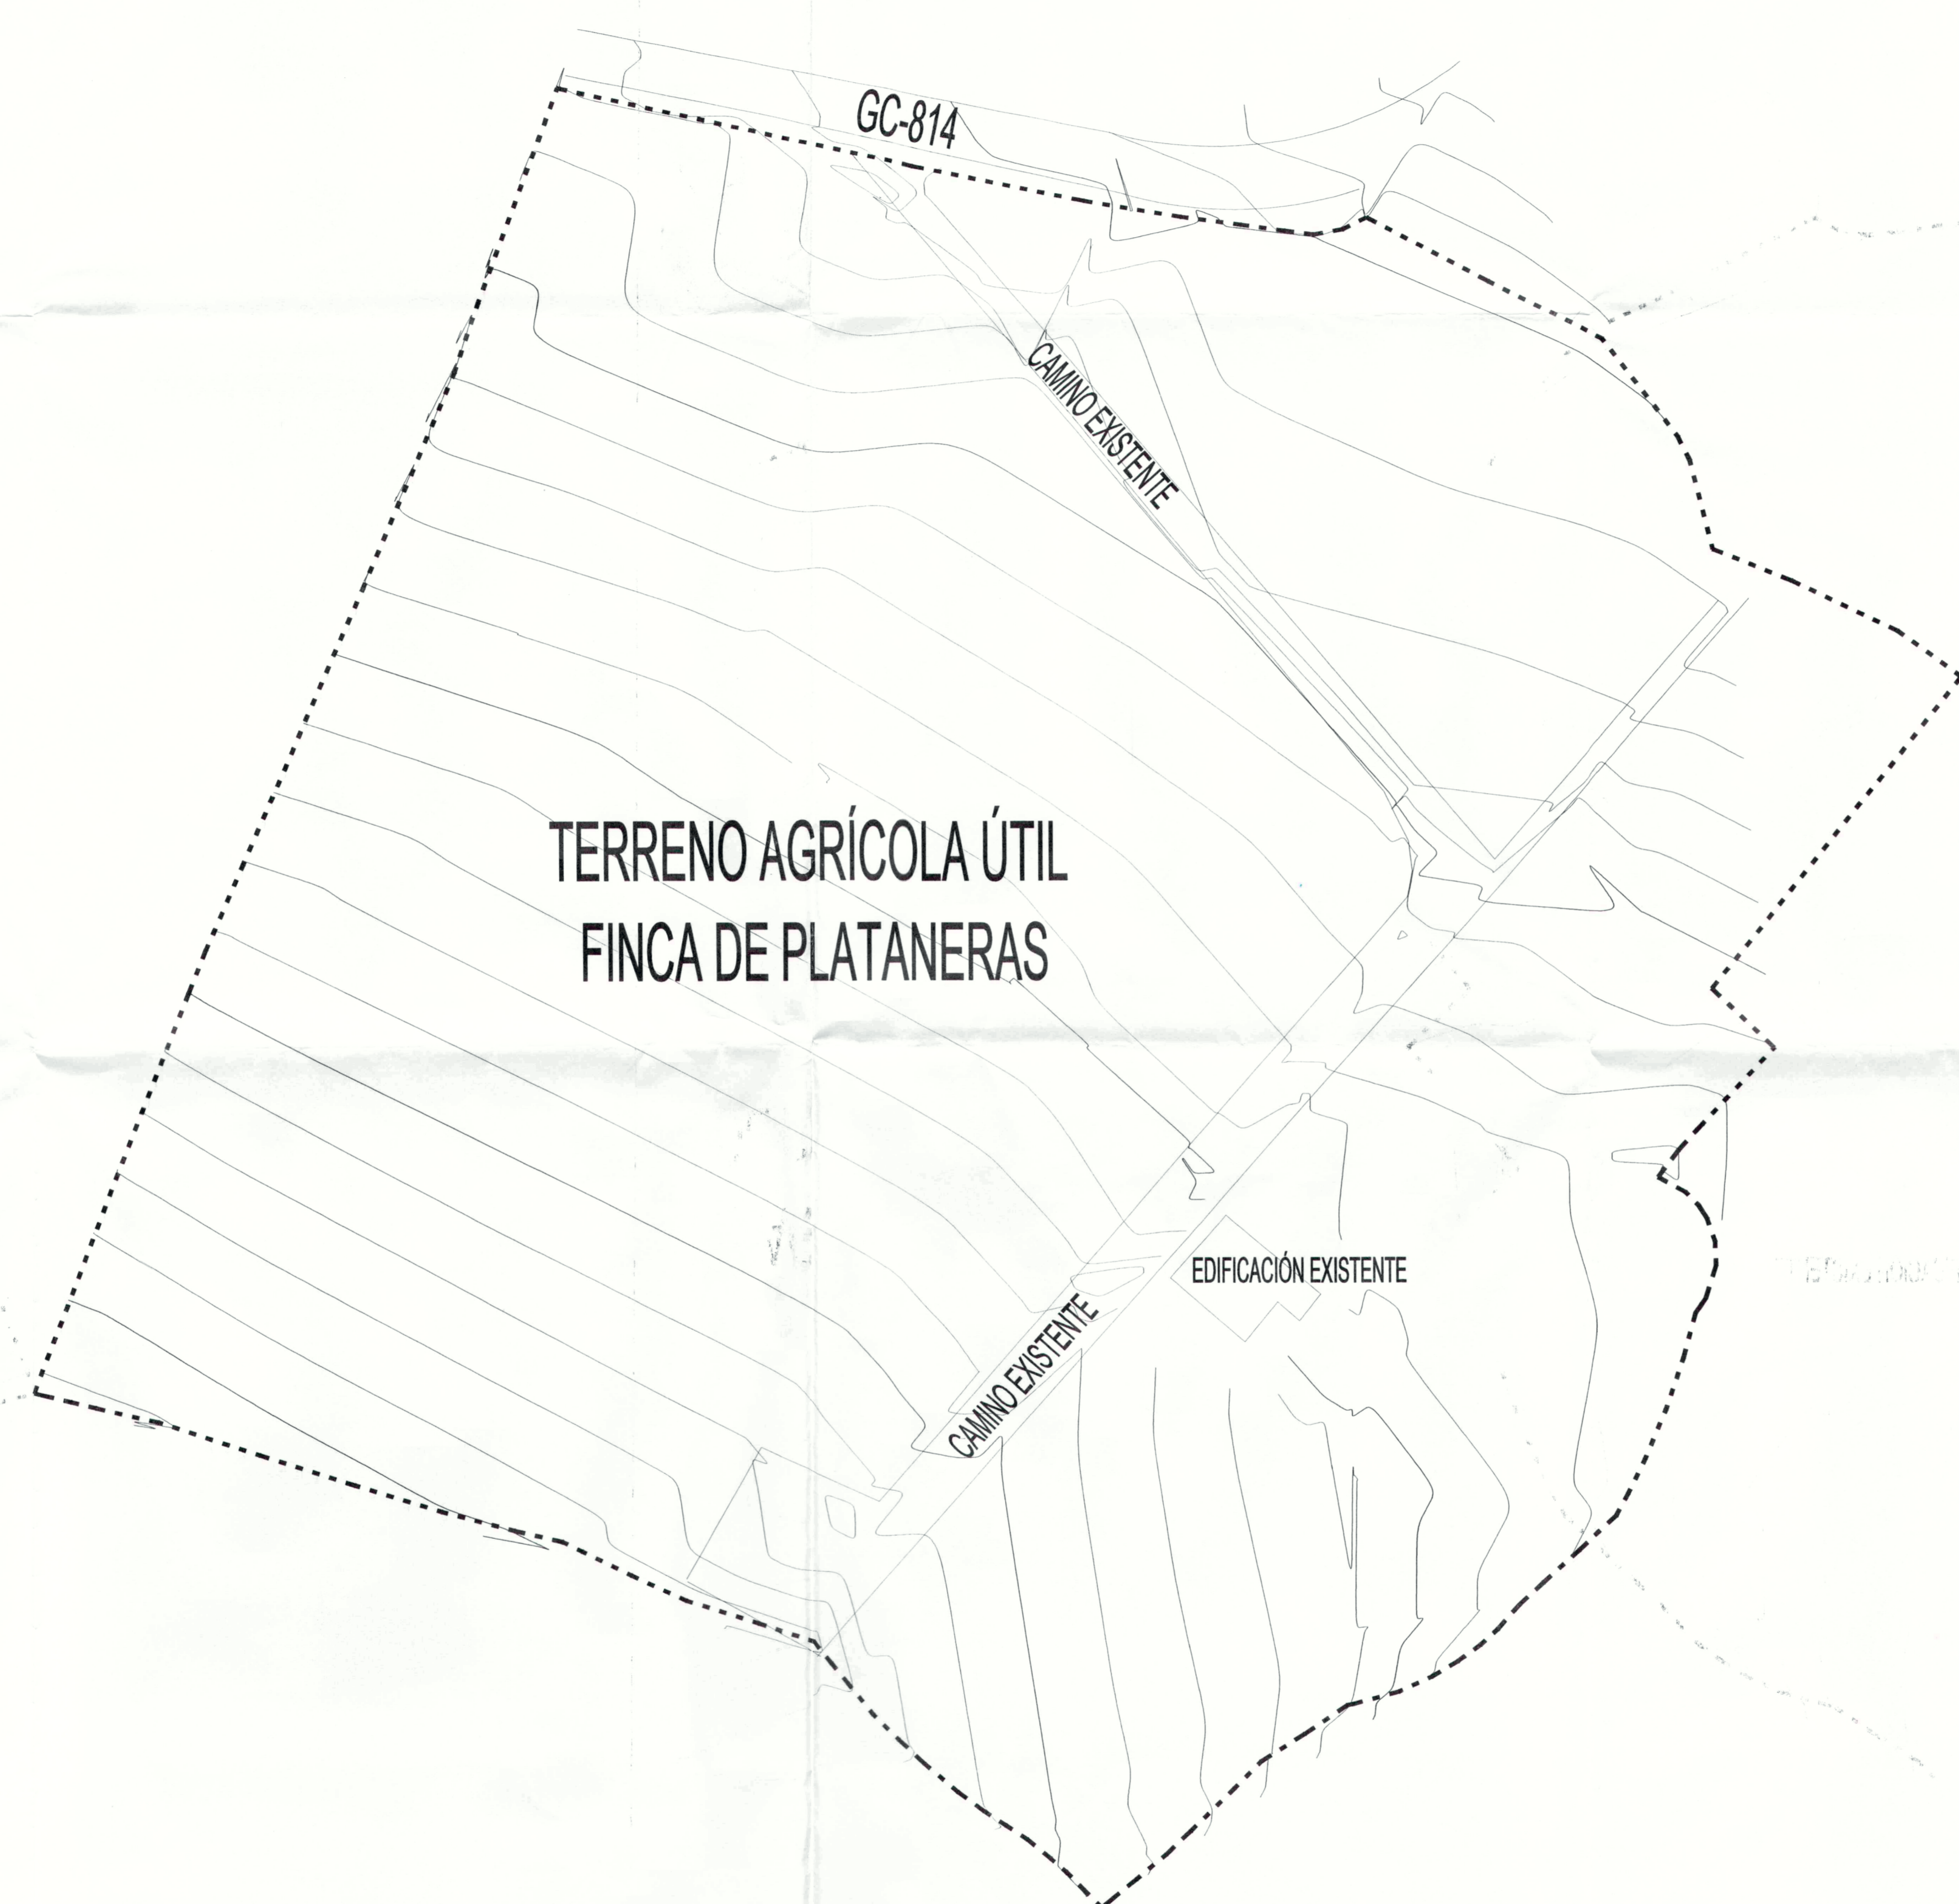 GC-814
CAMINO EXISTENTE
TERRENO AGRÍCOLA ÚTIL
FINCA DE PLATANERAS
EDIFICACIÓN EXISTENTE
CAMINO EXISTENTE